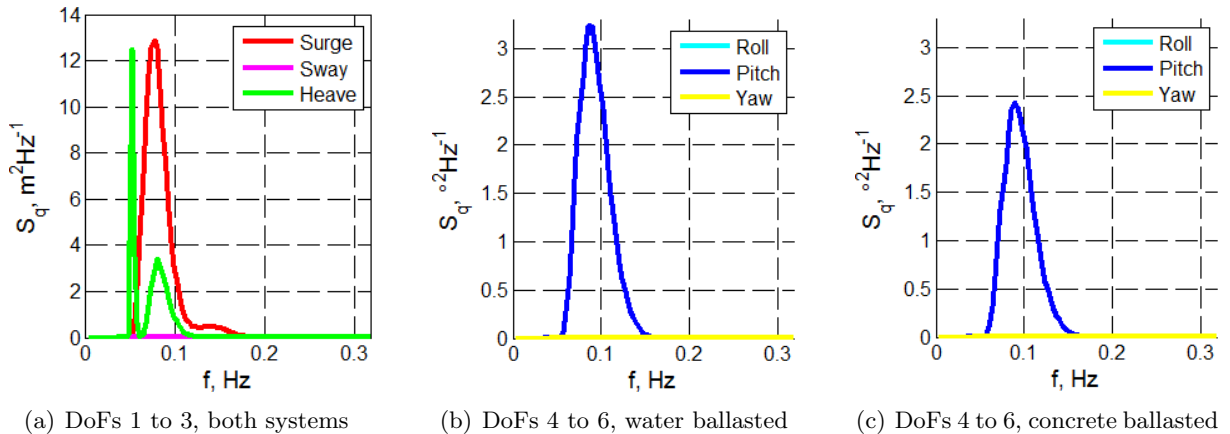 14
12
10
8
6
4
2
0
S_q, m²Hz⁻¹
Surge
Sway
Heave
0 0.1 0.2 0.3
f, Hz
(a) DoFs 1 to 3, both systems
3
2.5
2
1.5
1
0.5
0
S_q, °²Hz⁻¹
Roll
Pitch
Yaw
0 0.1 0.2 0.3
f, Hz
(b) DoFs 4 to 6, water ballasted
3
2.5
2
1.5
1
0.5
0
S_q, °²Hz⁻¹
Roll
Pitch
Yaw
0 0.1 0.2 0.3
f, Hz
(c) DoFs 4 to 6, concrete ballasted